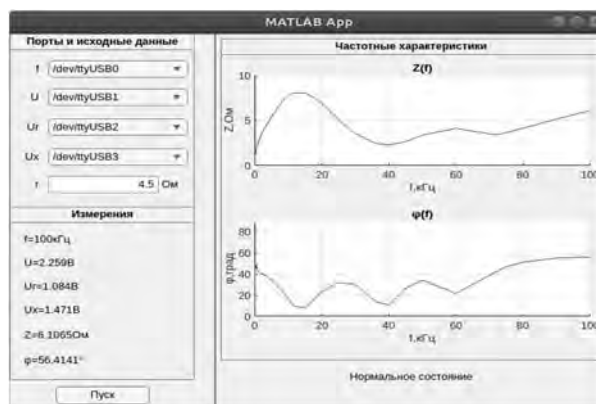 MATLAB App
Порты и исходные данные
f /dev/ttyUSB0
U /dev/ttyUSB1
Ur /dev/ttyUSB2
Ux /dev/ttyUSB3
r 4.5 Ом
Измерения
f=100кГц
U=2.259В
Ur=1.084В
Ux=1.471В
Z=6.1065Ом
φ=56.4141°
Пуск
Частотные характеристики
Z(f)
Z,Ом
10
5
0
0 20 40 60 80 100
f,кГц
φ(f)
φ,трад
80
60
40
20
0
0 20 40 60 80 100
f,кГц
Нормальное состояние